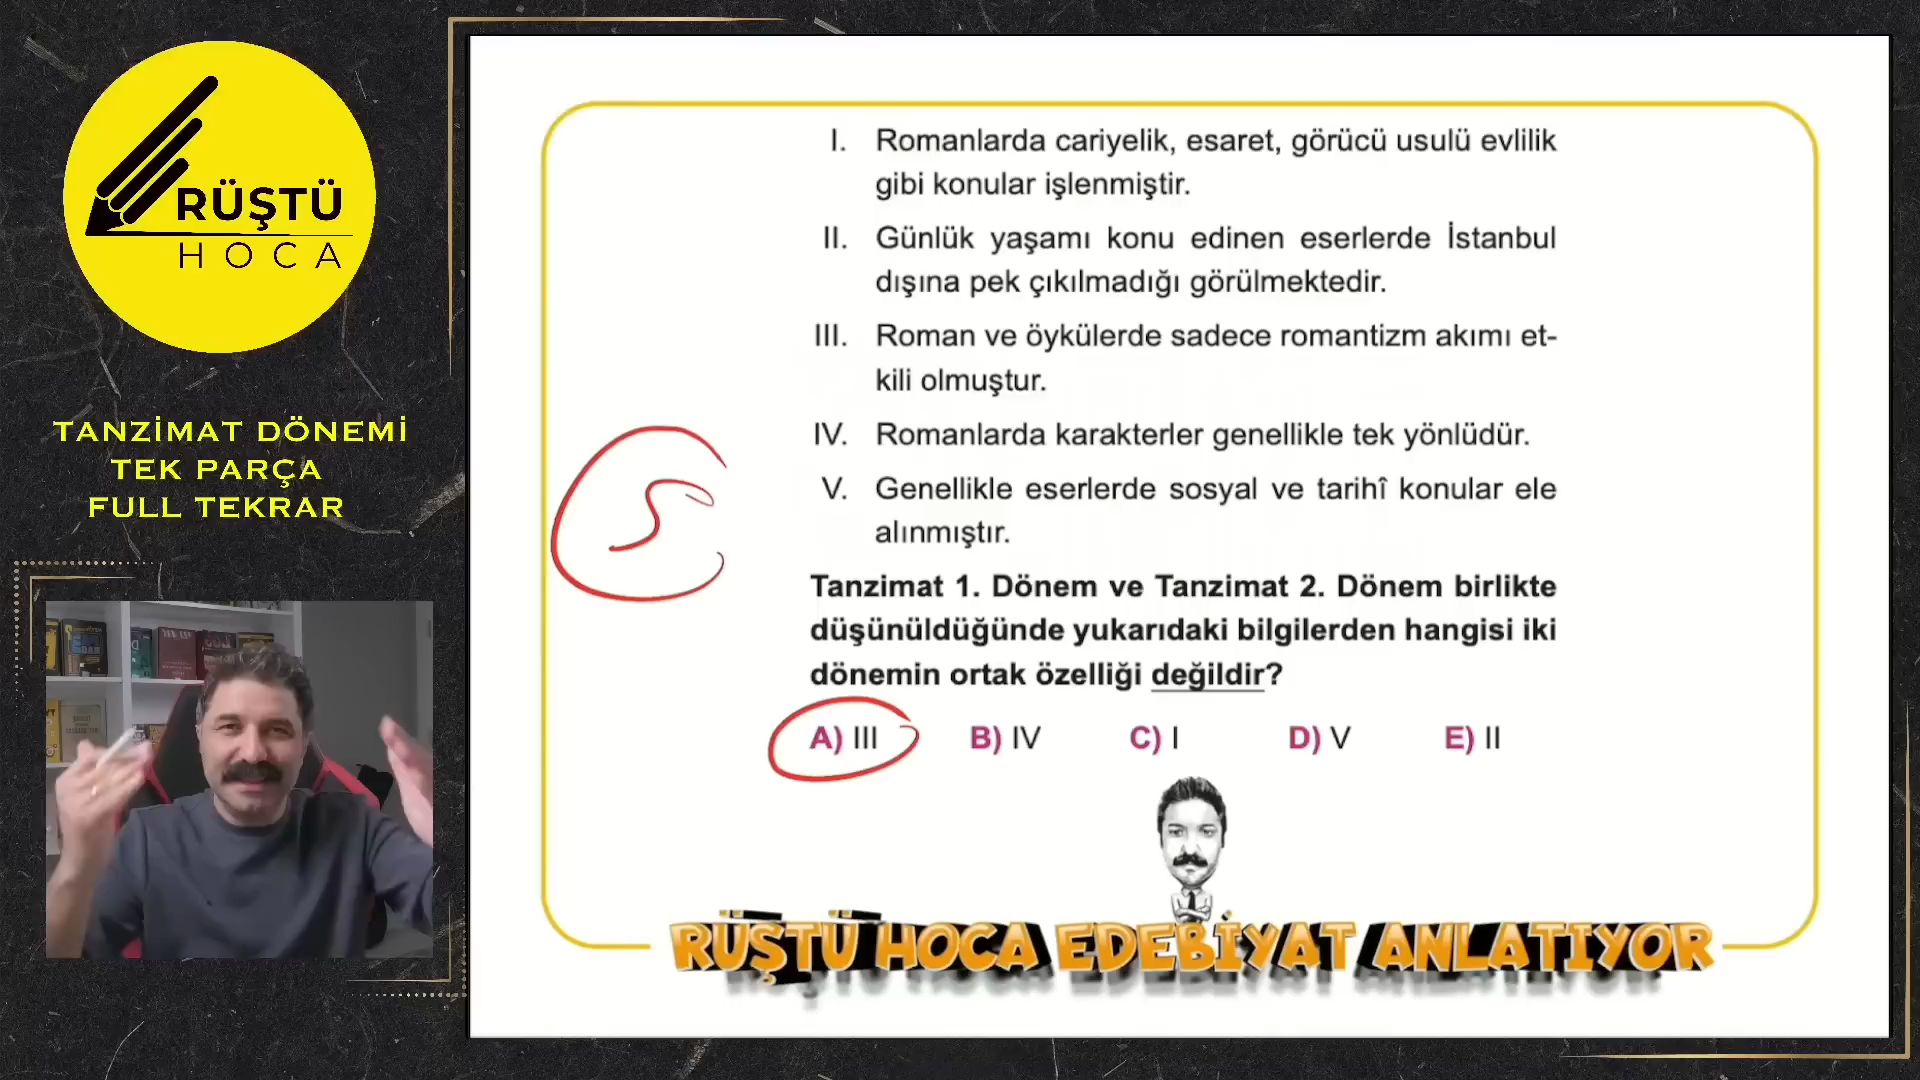 RÜŞTÜ
HOCA
TANZİMAT DÖNEMİ
TEK PARÇA
FULL TEKRAR
I. Romanlarda cariyelik, esaret, görücü usulü evlilik
gibi konular işlenmiştir.
II. Günlük yaşamı konu edinen eserlerde İstanbul
dışına pek çıkılmadığı görülmektedir.
III. Roman ve öykülerde sadece romantizm akımı et-
kili olmuştur.
IV. Romanlarda karakterler genellikle tek yönlüdür.
V. Genellikle eserlerde sosyal ve tarihî konular ele
alınmıştır.
Tanzimat 1. Dönem ve Tanzimat 2. Dönem birlikte
düşünüldüğünde yukarıdaki bilgilerden hangisi iki
dönemin ortak özelliği değildir?
A) III B) IV C) I D) V E) II
RÜŞTÜ HOCA EDEBİYAT ANLATIYOR